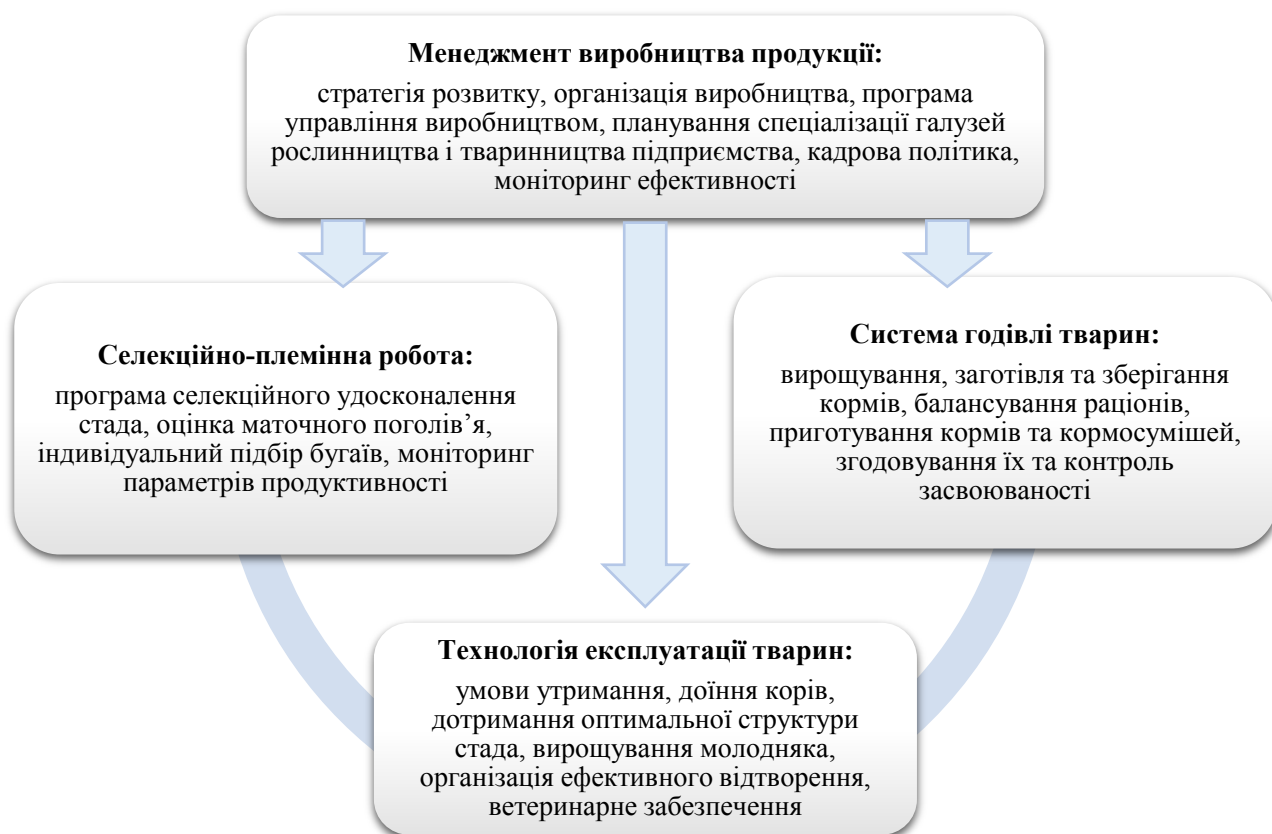 Менеджмент виробництва продукції:
стратегія розвитку, організація виробництва, програма
управління виробництвом, планування спеціалізації галузей
рослинництва і тваринництва підприємства, кадрова політика,
моніторинг ефективності
Селекційно-племінна робота:
програма селекційного удосконалення
стада, оцінка маточного поголів’я,
індивідуальний підбір бугаїв, моніторинг
параметрів продуктивності
Система годівлі тварин:
вирощування, заготівля та зберігання
кормів, балансування раціонів,
приготування кормів та кормосумішей,
згодовування їх та контроль
засвоюваності
Технологія експлуатації тварин:
умови утримання, доїння корів,
дотримання оптимальної структури
стада, вирощування молодняка,
організація ефективного відтворення,
ветеринарне забезпечення